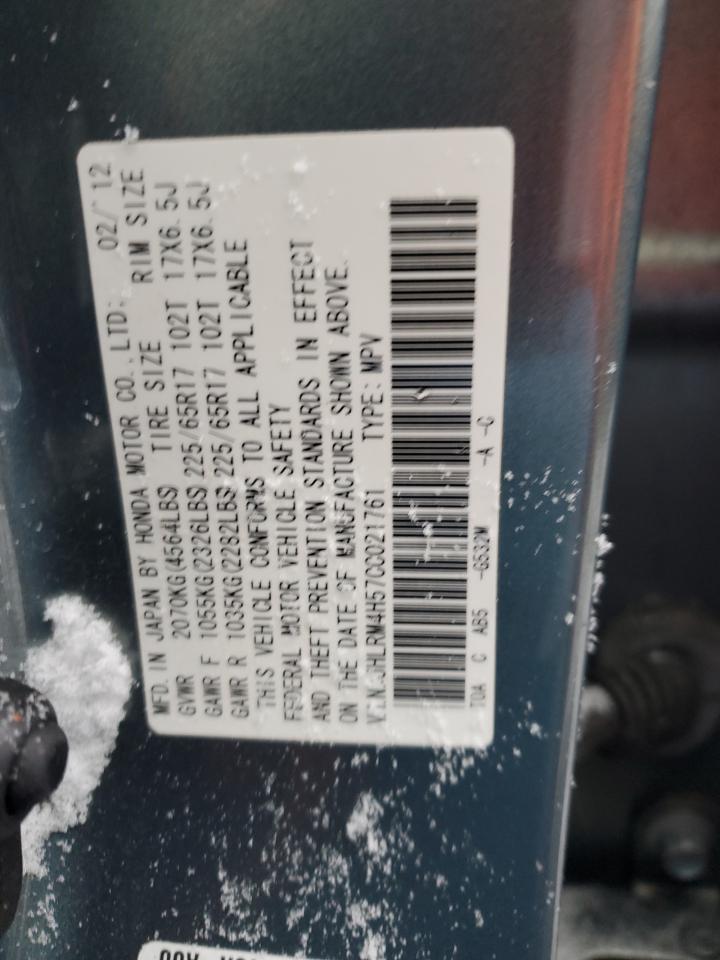 MFD. IN JAPAN BY HONDA MOTOR CO.,LTD; 02/ 12
GVWR 2070KG(4564LBS) TIRE SIZE RIM SIZE
GAWR F 1055KG(2326LBS) 225/65R17 102T 17X6.5J
GAWR R 1035KG(2282LBS) 225/65R17 102T 17X6.5J
THIS VEHICLE CONFORMS TO ALL APPLICABLE
FEDERAL MOTOR VEHICLE SAFETY
AND THEFT PREVENTION STANDARDS IN EFFECT
ON THE DATE OF MANUFACTURE SHOWN ABOVE.
V.I.N.:JHLRM4H57CC021761 TYPE: MPV
TOA C AB5 -G532M -A -C